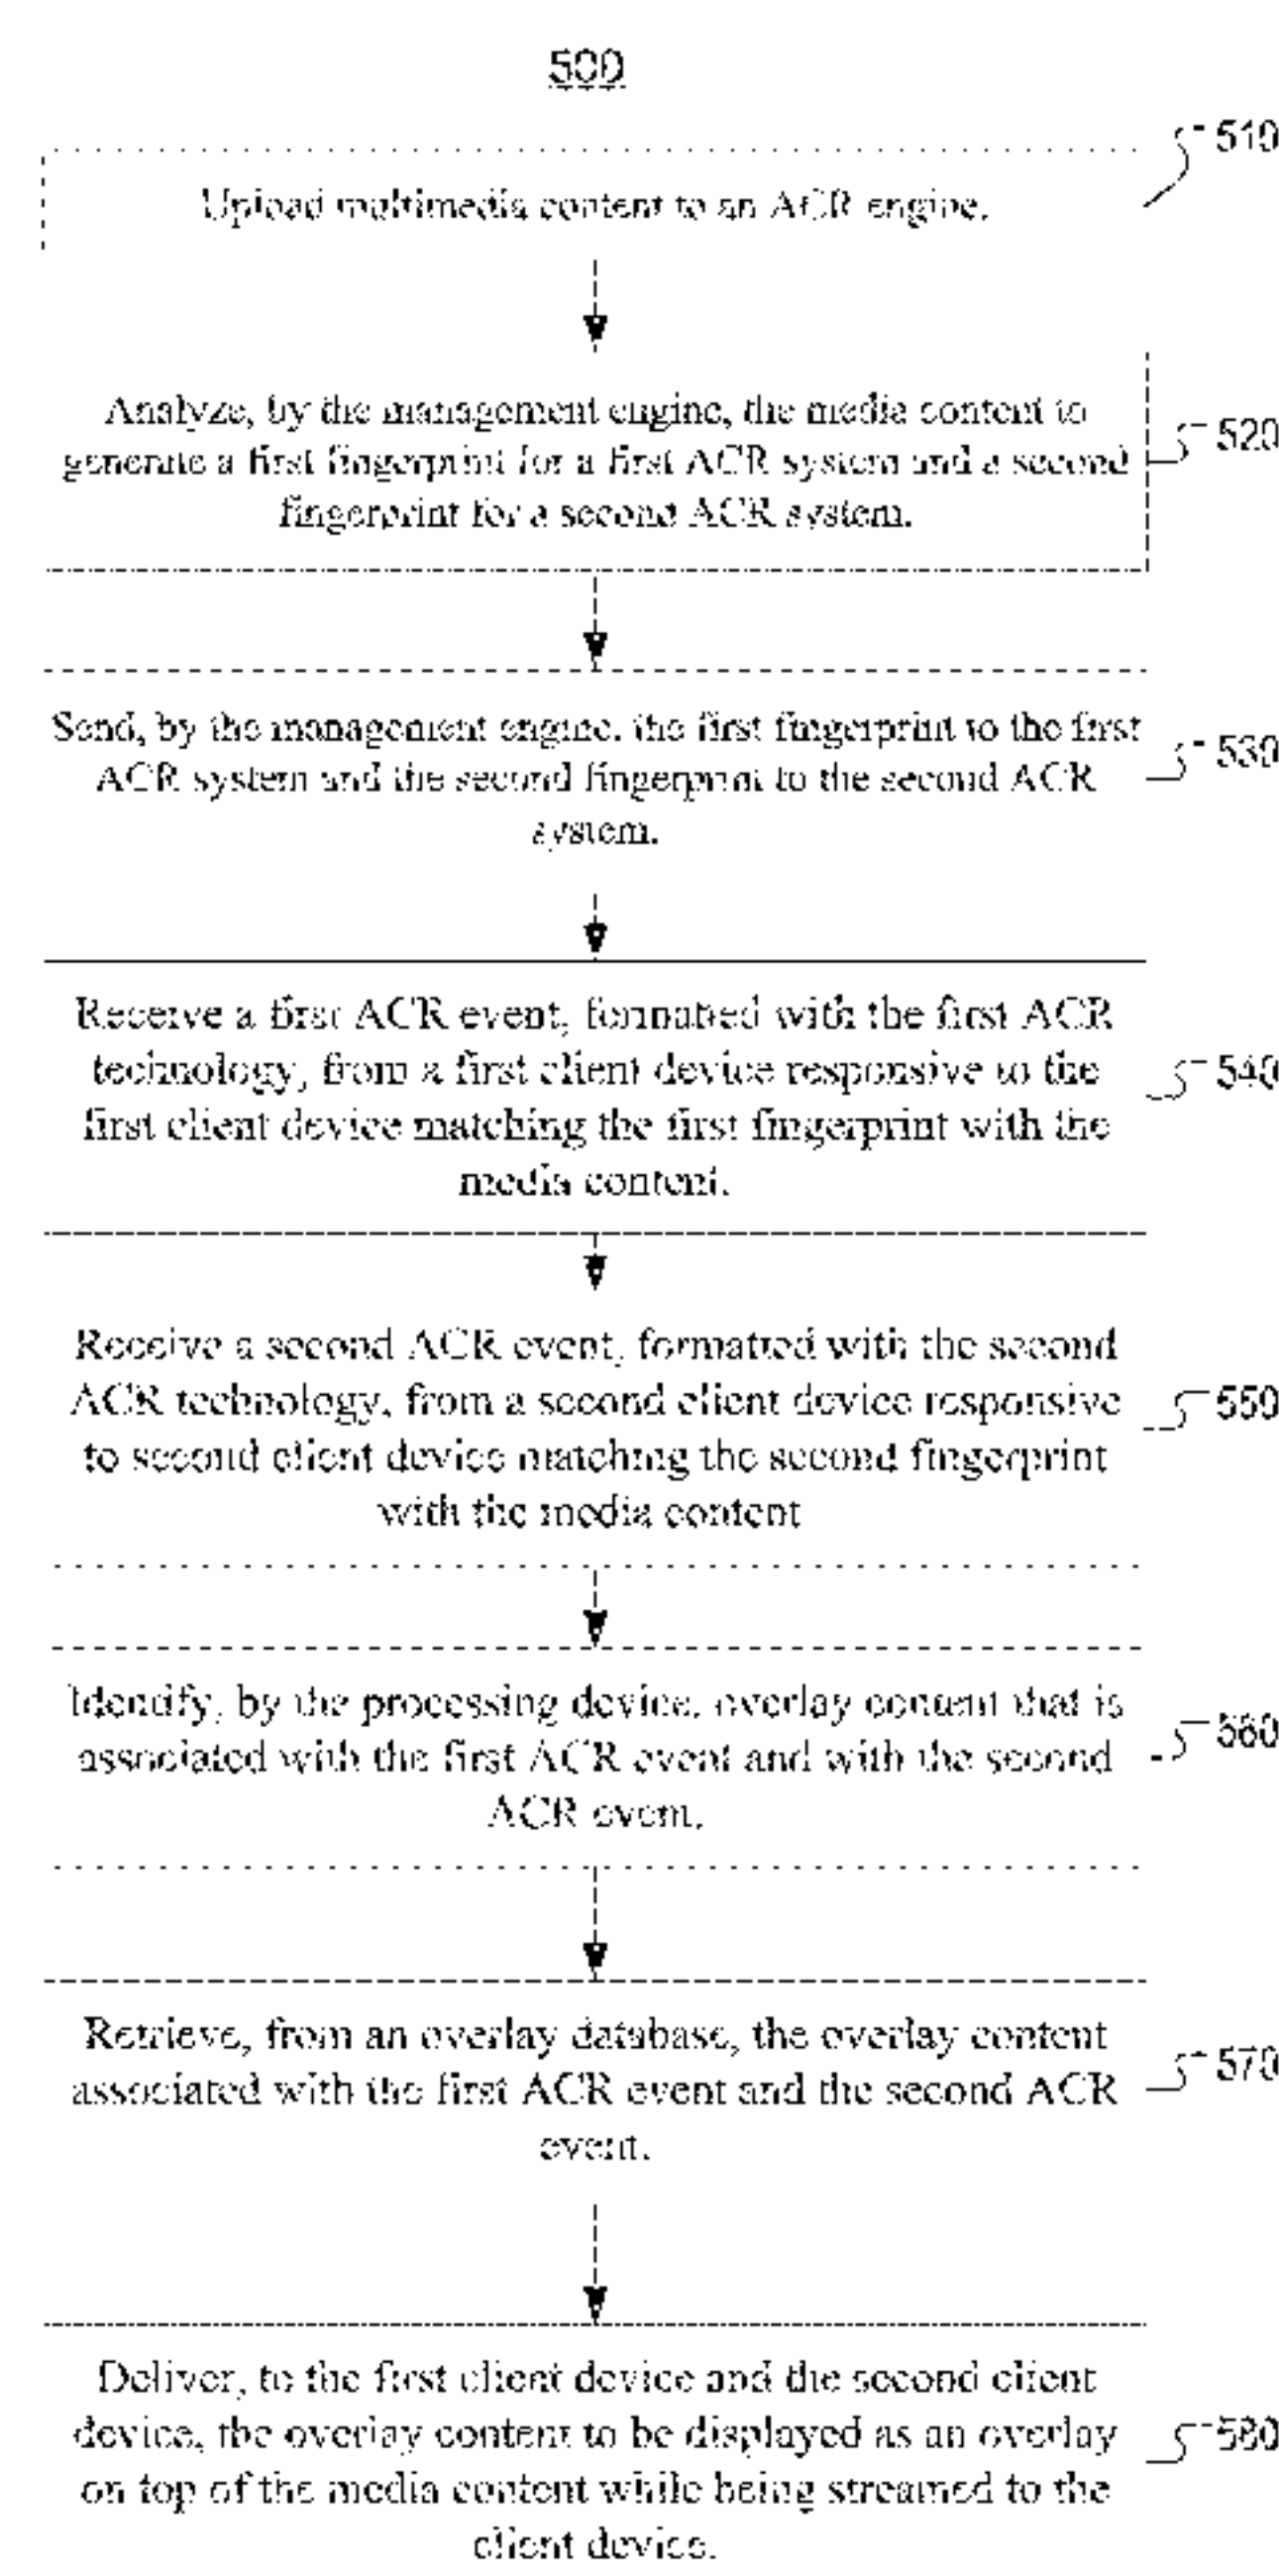 500
510
Upload multimedia content to an ACR engine.
Analyze, by the management engine, the media content to
generate a first fingerprint for a first ACR system and a second
fingerprint for a second ACR system.
520
Send, by the management engine, the first fingerprint to the first
ACR system and the second fingerprint to the second ACR
system.
530
Receive a first ACR event, formatted with the first ACR
technology, from a first client device responsive to the
first client device matching the first fingerprint with the
media content.
540
Receive a second ACR event, formatted with the second
ACR technology, from a second client device responsive
to second client device matching the second fingerprint
with the media content
550
Identify, by the processing device, overlay content that is
associated with the first ACR event and with the second
ACR event.
560
Retrieve, from an overlay database, the overlay content
associated with the first ACR event and the second ACR
event.
570
Deliver, to the first client device and the second client
device, the overlay content to be displayed as an overlay
on top of the media content while being streamed to the
client device.
580